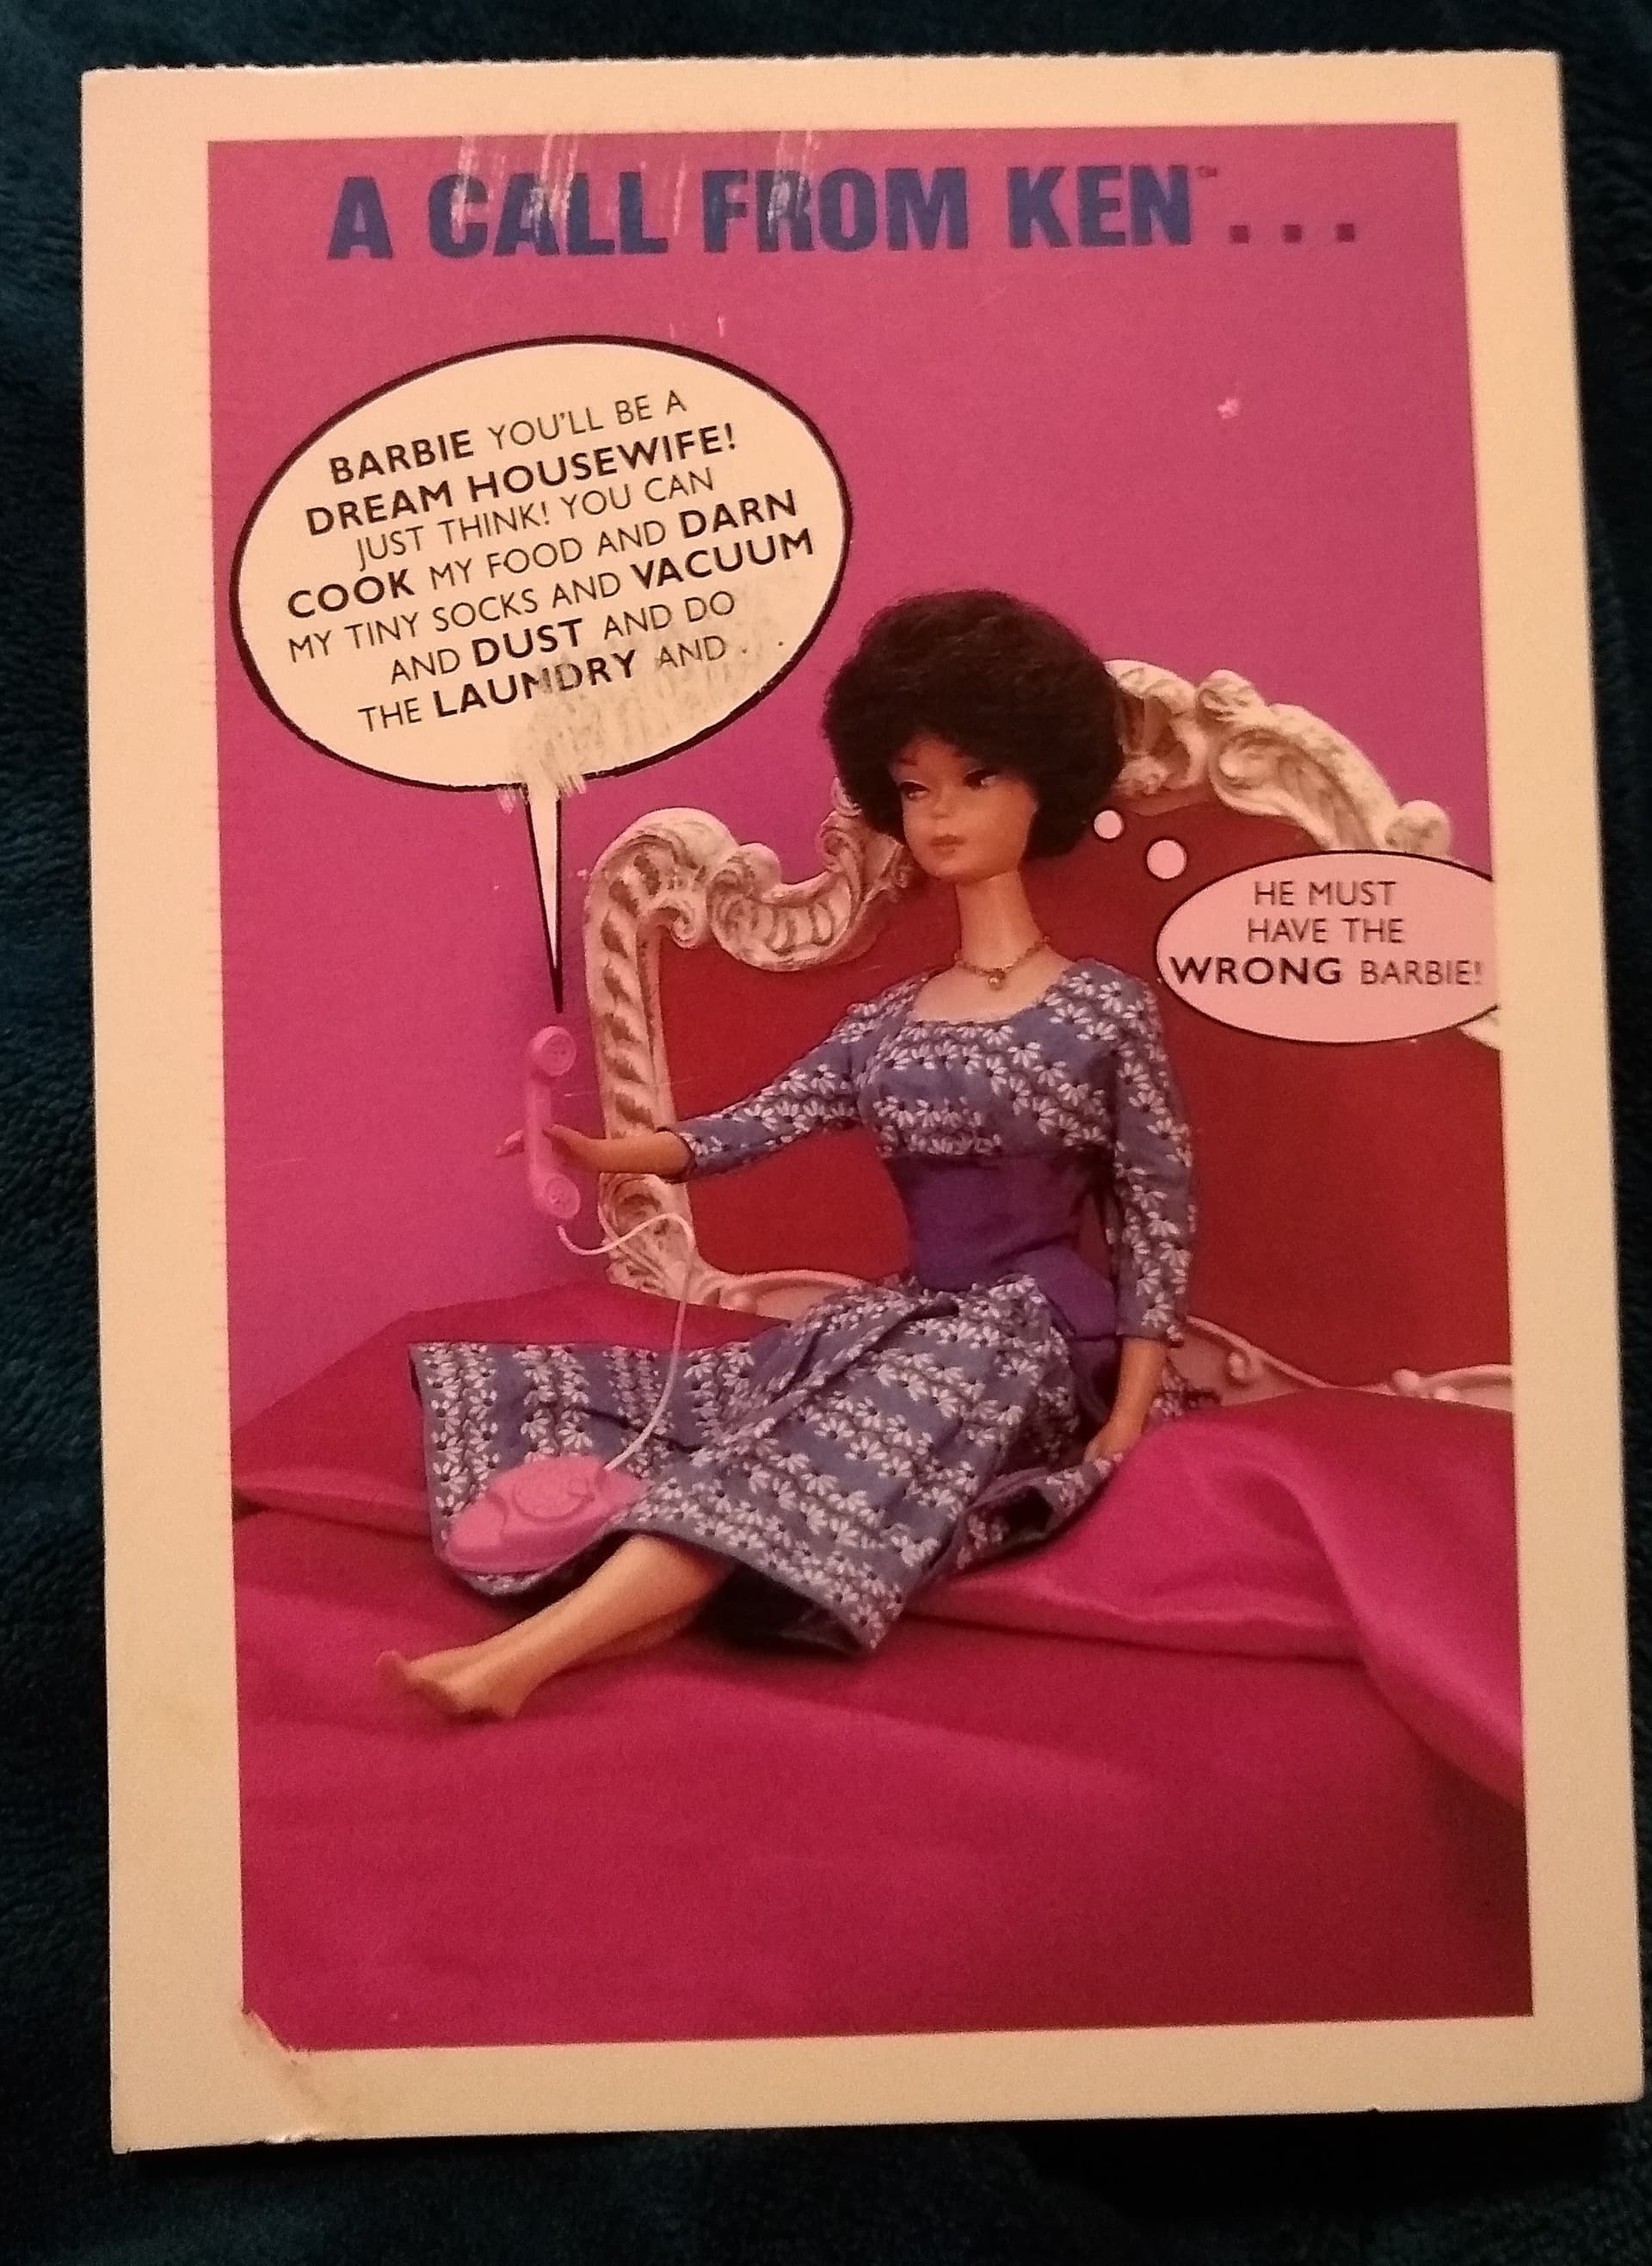 A CALL FROM KEN™...
BARBIE YOU'LL BE A
DREAM HOUSEWIFE!
JUST THINK! YOU CAN
COOK MY FOOD AND DARN
MY TINY SOCKS AND VACUUM
AND DUST AND DO
THE LAUNDRY AND . .
HE MUST
HAVE THE
WRONG BARBIE!